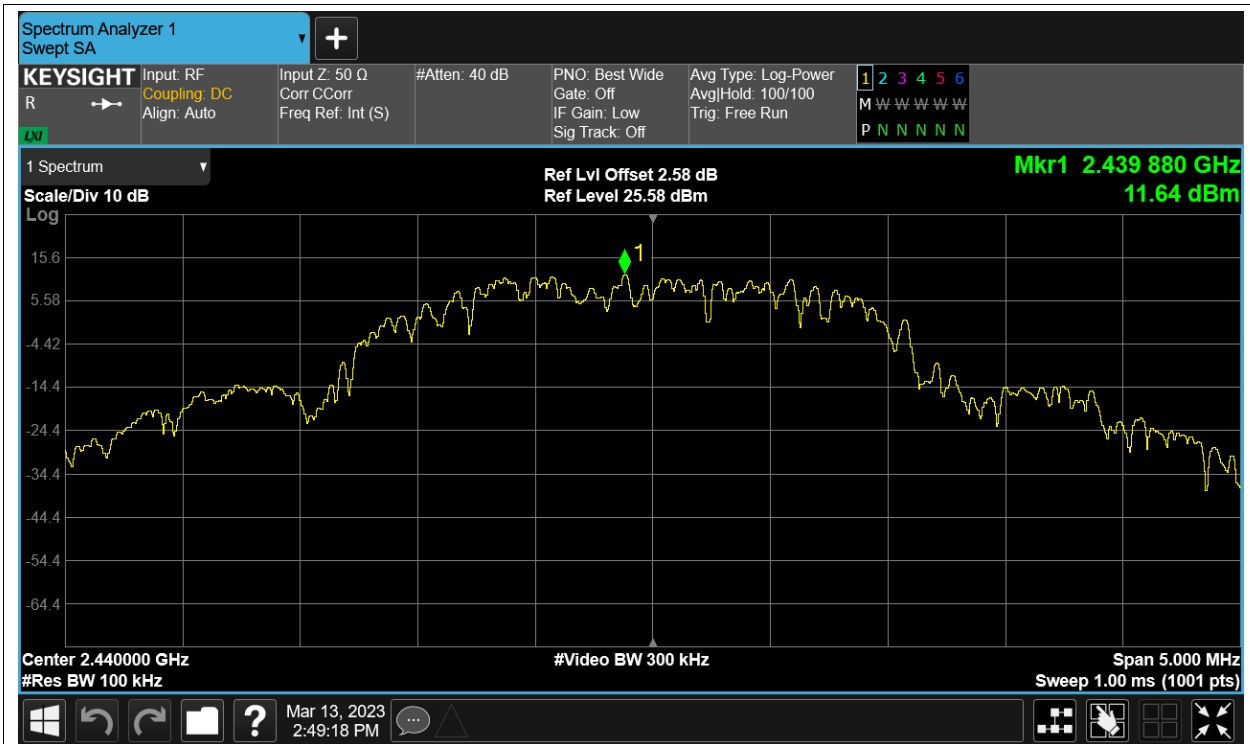 Spectrum Analyzer 1
Swept SA
KEYSIGHT
R
LXI
Input: RF
Coupling: DC
Align: Auto
Input Z: 50 Ω
Corr CCorr
Freq Ref: Int (S)
#Atten: 40 dB
PNO: Best Wide
Gate: Off
IF Gain: Low
Sig Track: Off
Avg Type: Log-Power
Avg|Hold: 100/100
Trig: Free Run
1 2 3 4 5 6
M W W W W W
P N N N N N
1 Spectrum
Scale/Div 10 dB
Log
Ref Lvl Offset 2.58 dB
Ref Level 25.58 dBm
Mkr1 2.439 880 GHz
11.64 dBm
1
15.6
5.58
-4.42
-14.4
-24.4
-34.4
-44.4
-54.4
-64.4
Center 2.440000 GHz
#Res BW 100 kHz
#Video BW 300 kHz
Span 5.000 MHz
Sweep 1.00 ms (1001 pts)
?
Mar 13, 2023
2:49:18 PM